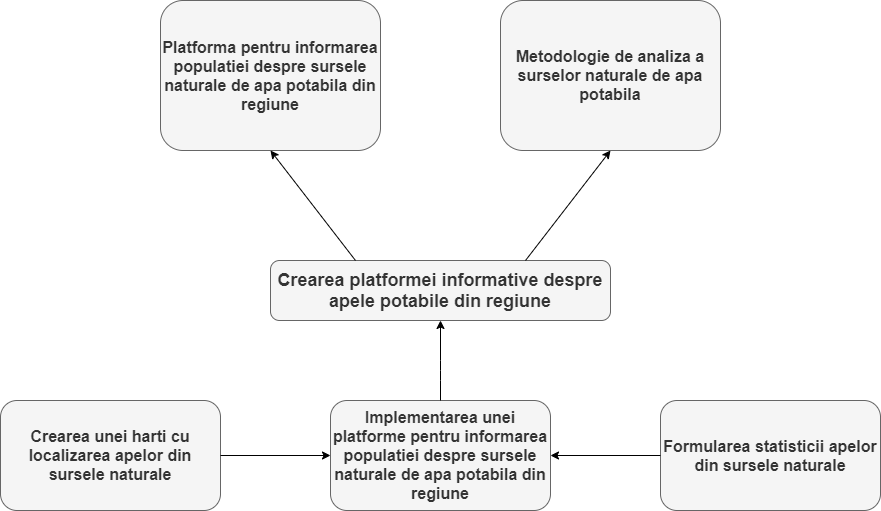 Platforma pentru informarea
populatiei despre sursele
naturale de apa potabila din
regiune
Metodologie de analiza a
surselor naturale de apa
potabila
Crearea platformei informative despre
apele potabile din regiune
Crearea unei harti cu
localizarea apelor din
sursele naturale
Implementarea unei
platforme pentru informarea
populatiei despre sursele
naturale de apa potabila din
regiune
Formularea statisticii apelor
din sursele naturale